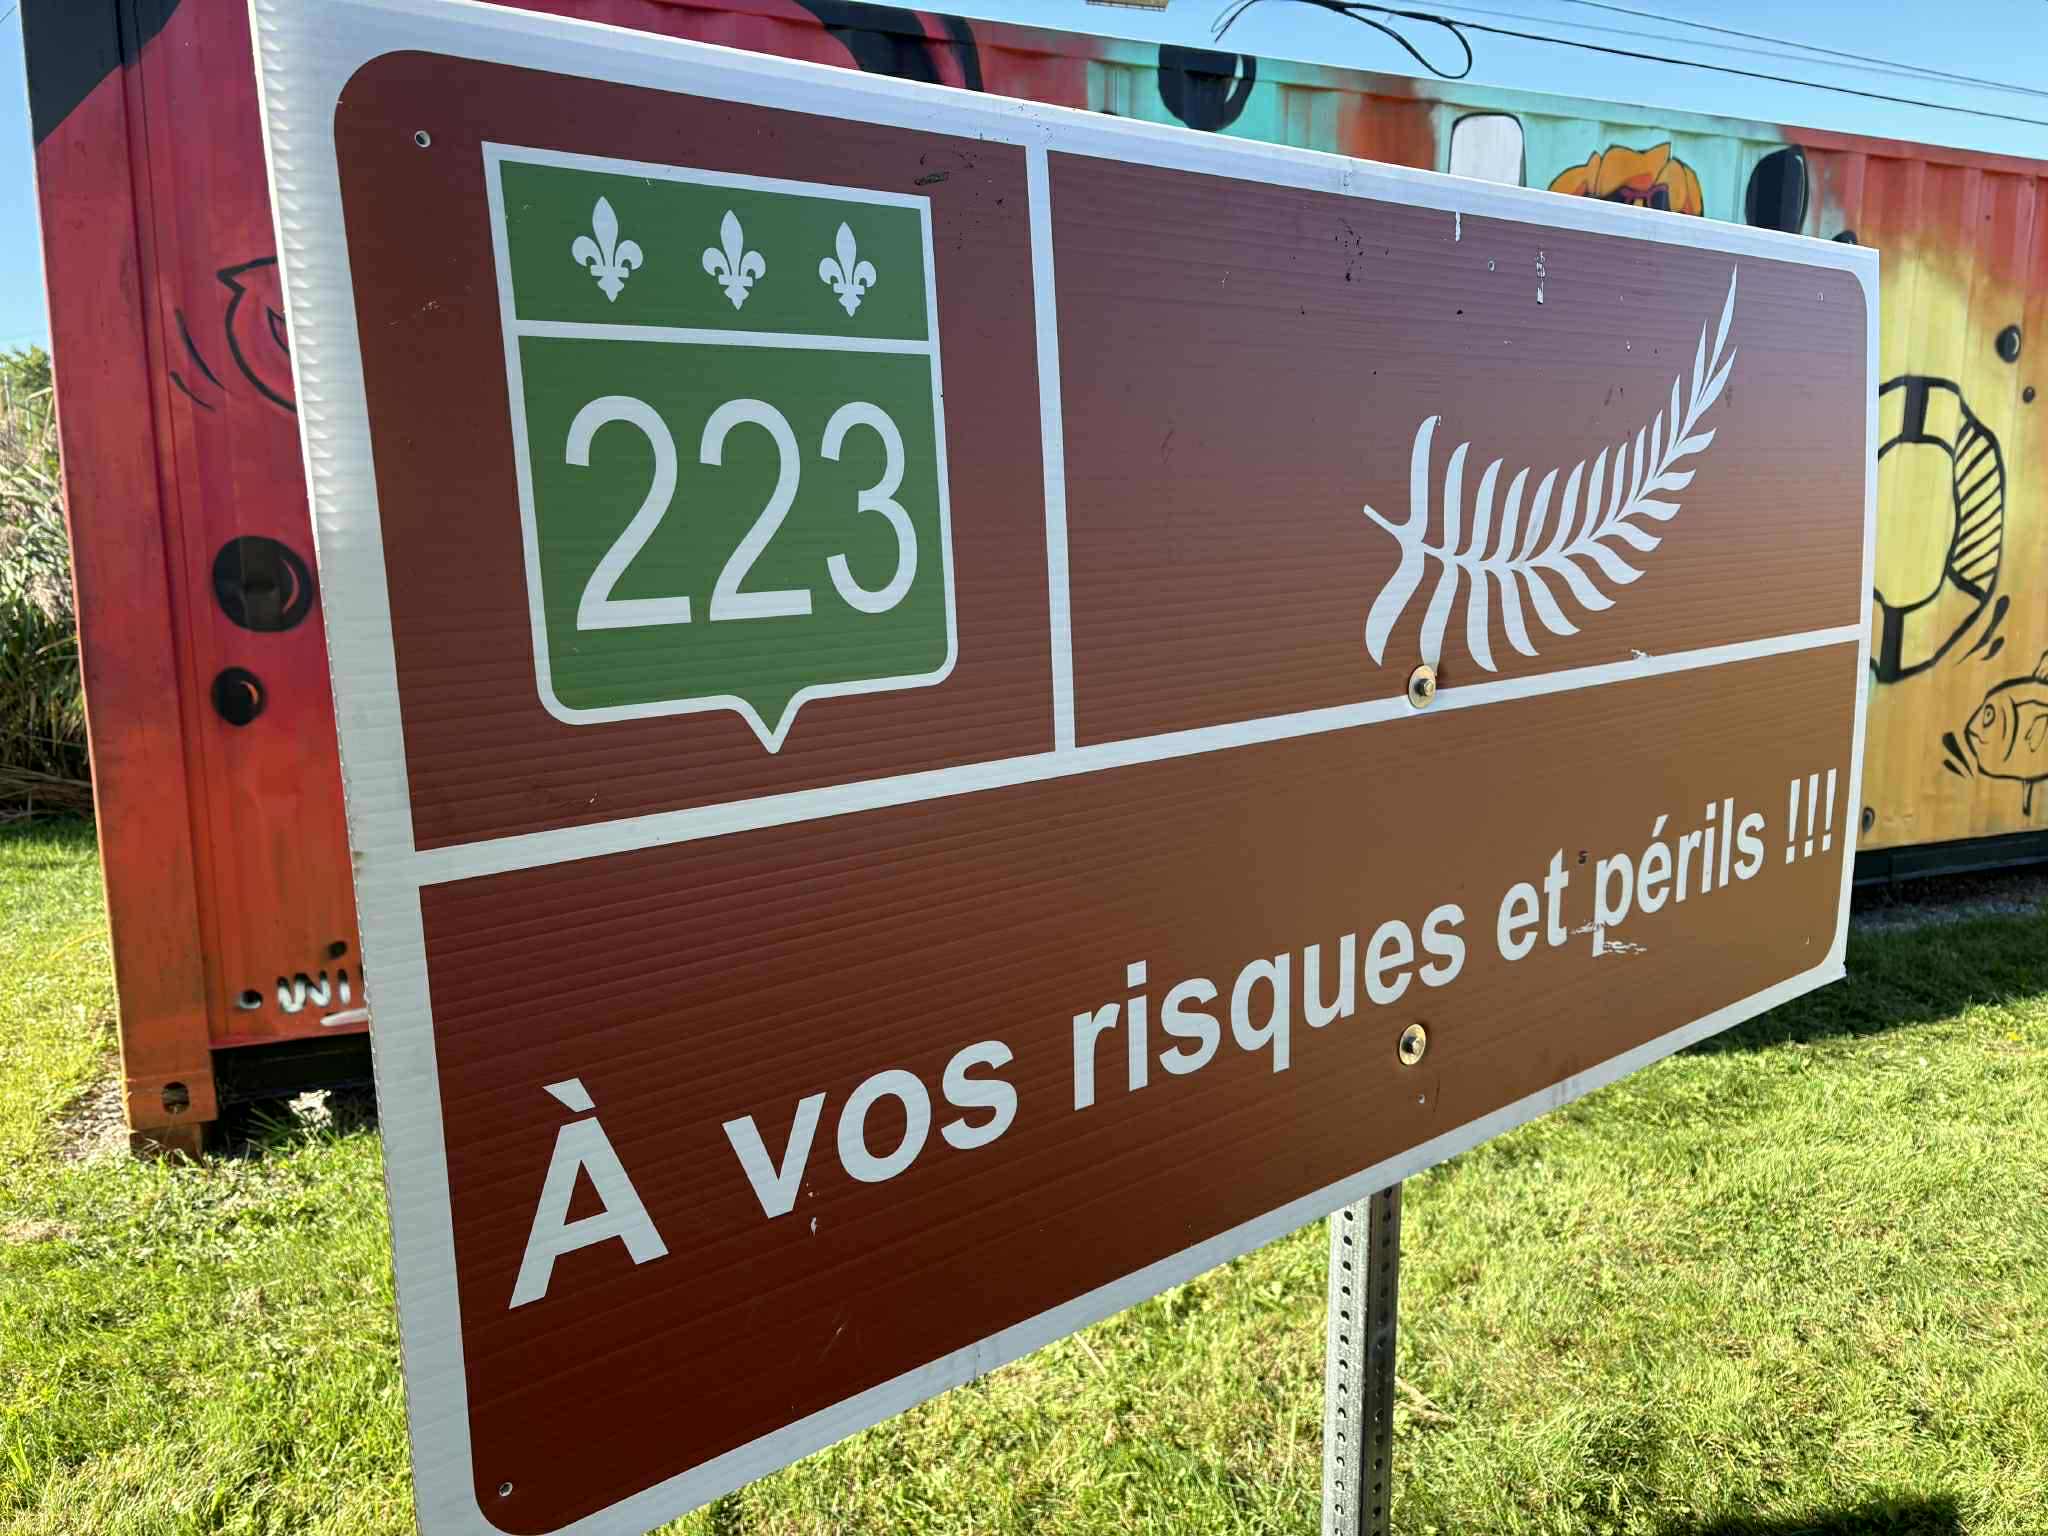 223
À vos risques et périls !!!